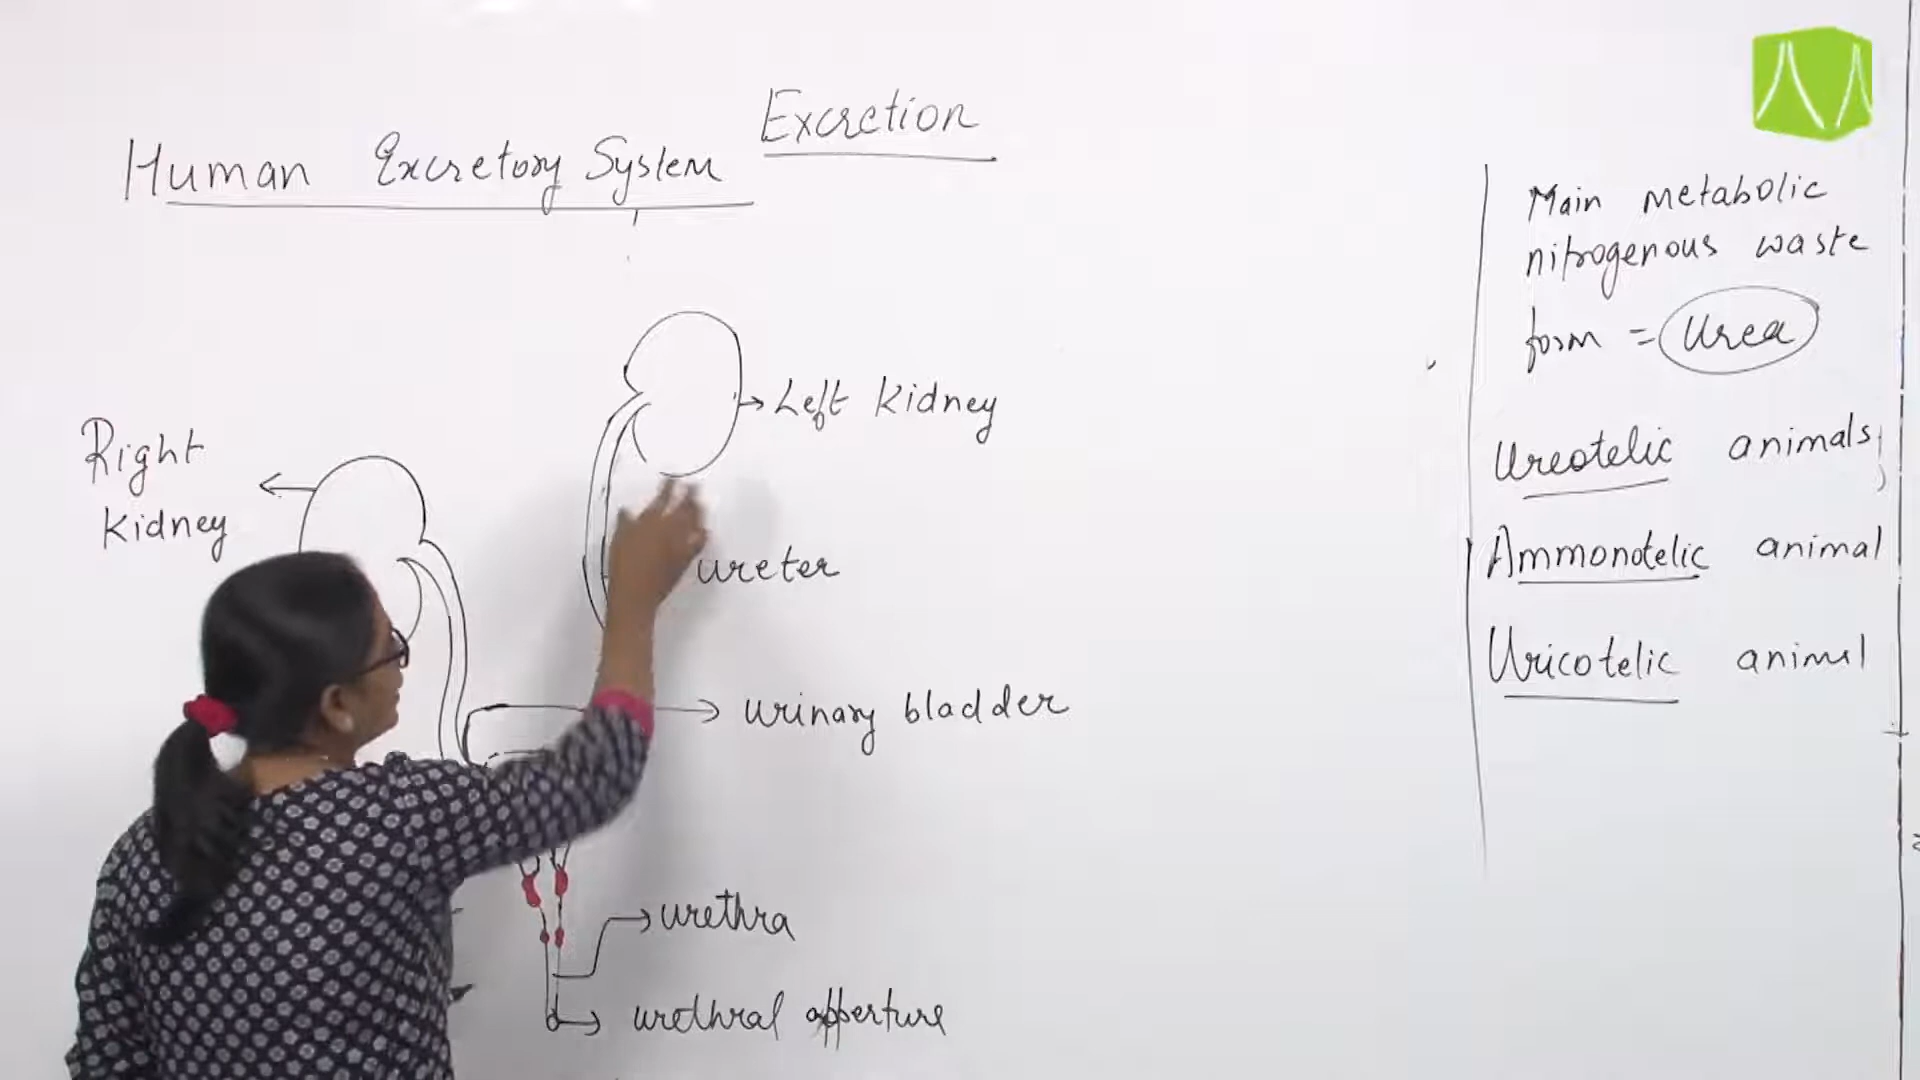 Excretion
Human Excretory System
Left Kidney
Right
Kidney
ureter
urinary bladder
urethra
urethral apperture
Main metabolic
nitrogenous waste
form = Urea
Ureotelic animals
Ammonotelic animal
Uricotelic animal